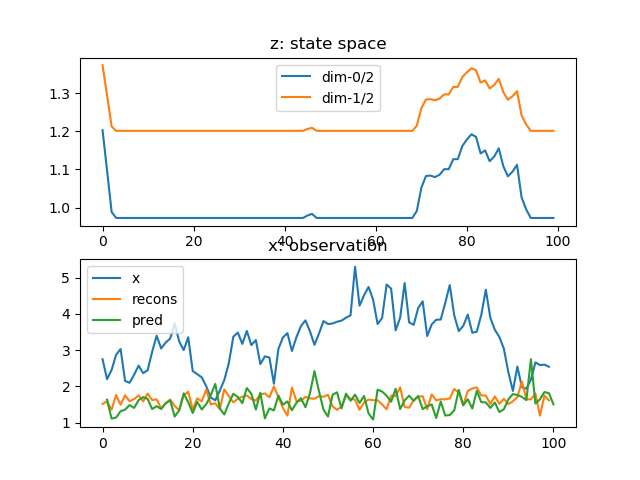 z: state space
dim-0/2
dim-1/2
1.3
1.2
1.1
1.0
0 20 40 60 80 100
x: observation
x
recons
pred
5
4
3
2
1
0 20 40 60 80 100